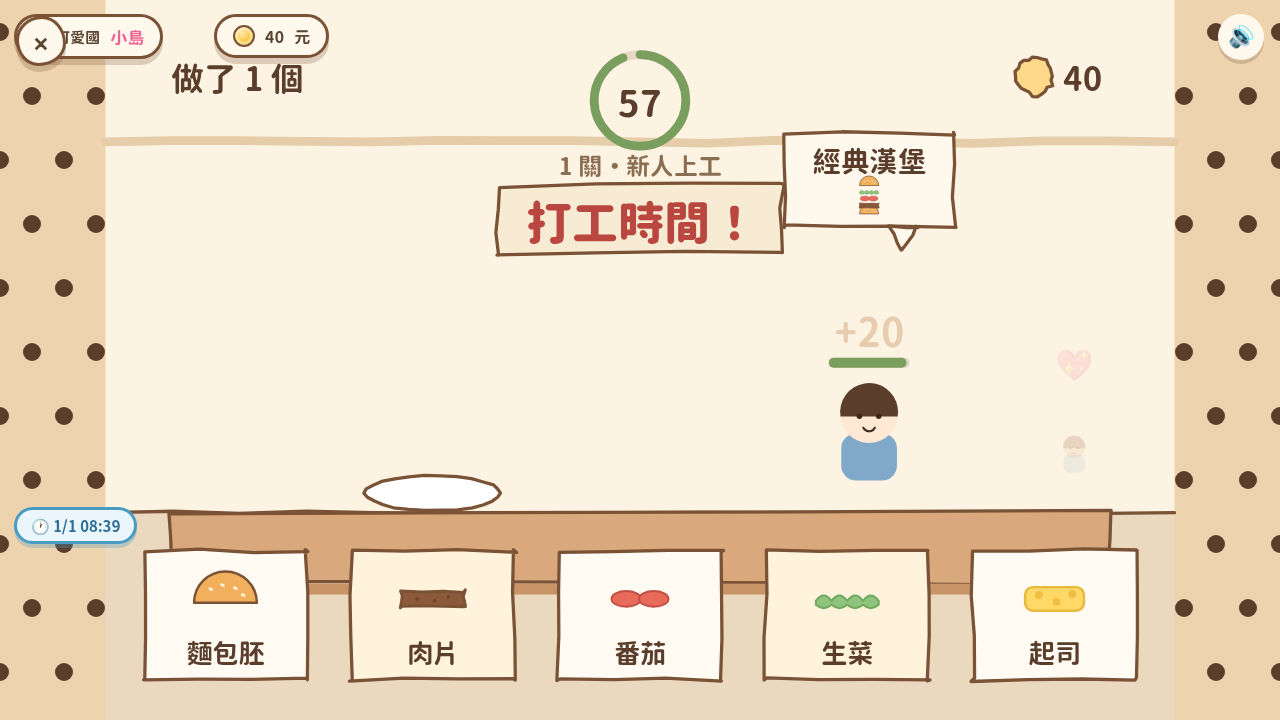 愛國 小島
40 元
做了 1 個
57
40
1 關・新人上工
打工時間！
經典漢堡
+20
1/1 08:39
麵包胚
肉片
番茄
生菜
起司